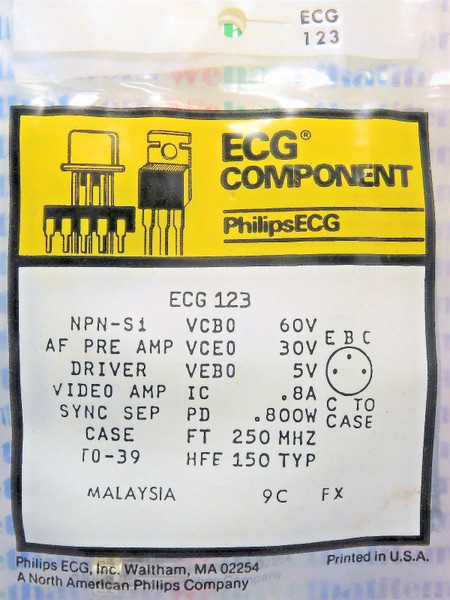 ECG
123
ECG®
COMPONENT
PhilipsECG
ECG 123
NPN-S1 VCBO 60V
AF PRE AMP VCEO 30V
DRIVER VEBO 5V
VIDEO AMP IC .8A
SYNC SEP PD .800W
CASE FT 250 MHZ
TO-39 HFE 150 TYP
E B C
C TO
CASE
MALAYSIA 9C FX
Philips ECG, Inc. Waltham, MA 02254
A North American Philips Company
Printed in U.S.A.